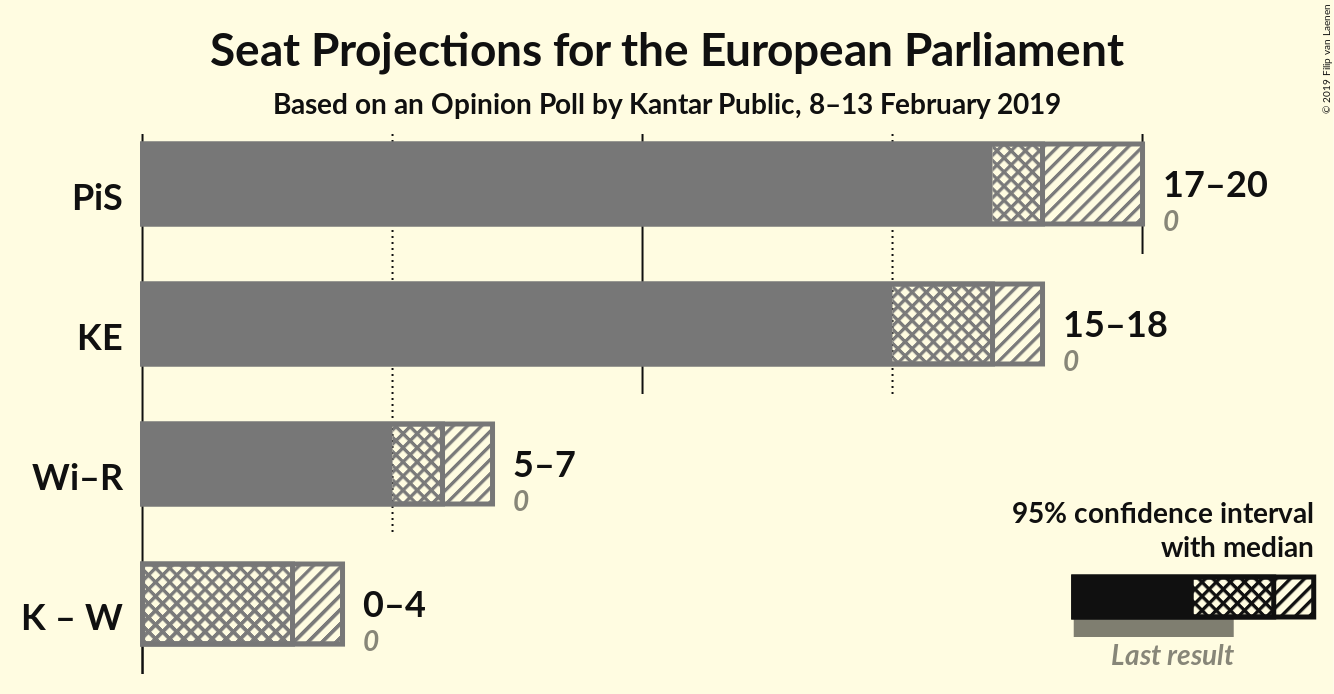 Seat Projections for the European Parliament
Based on an Opinion Poll by Kantar Public, 8–13 February 2019
© 2019 Filip van Laenen
PiS
17–20
0
KE
15–18
0
Wi–R
5–7
0
K – W
0–4
0
95% confidence interval
with median
Last result